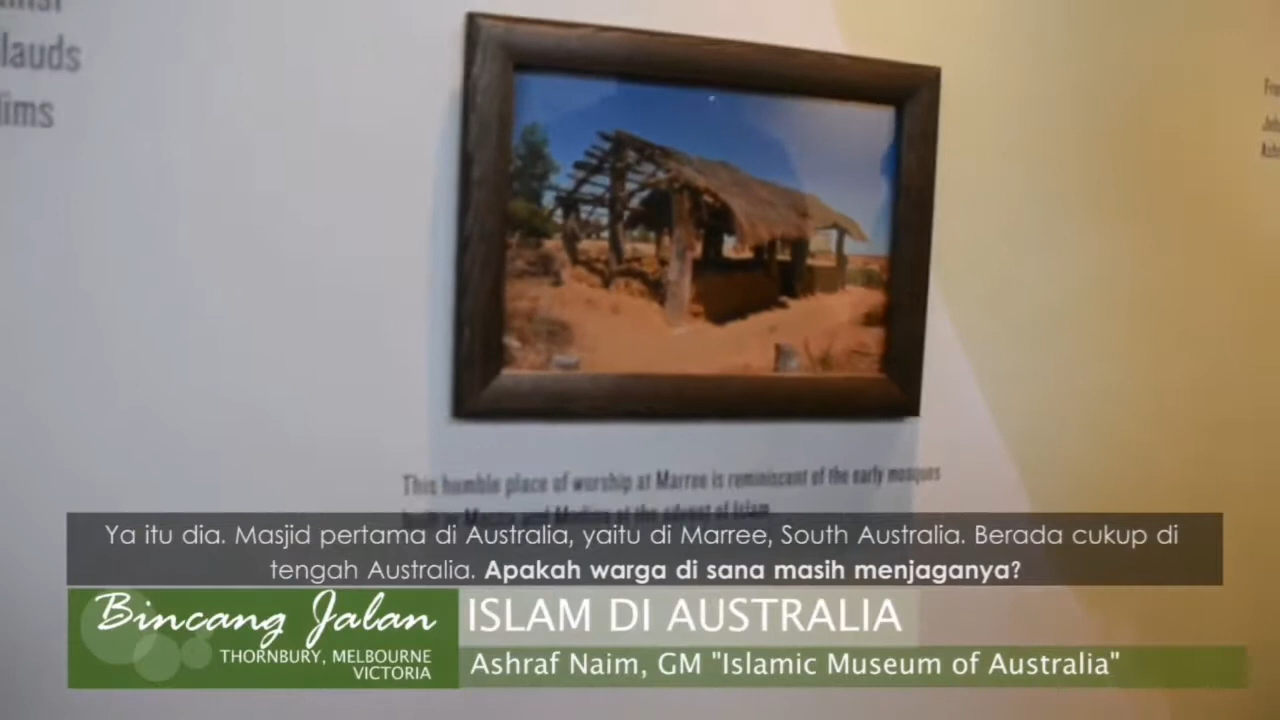 lauds
lims
This humble place of worship at Marree is reminiscent of the early mosques
Ya itu dia. Masjid pertama di Australia, yaitu di Marree, South Australia. Berada cukup di
tengah Australia. Apakah warga di sana masih menjaganya?
Bincang Jalan
THORNBURY, MELBOURNE
VICTORIA
ISLAM DI AUSTRALIA
Ashraf Naim, GM "Islamic Museum of Australia"